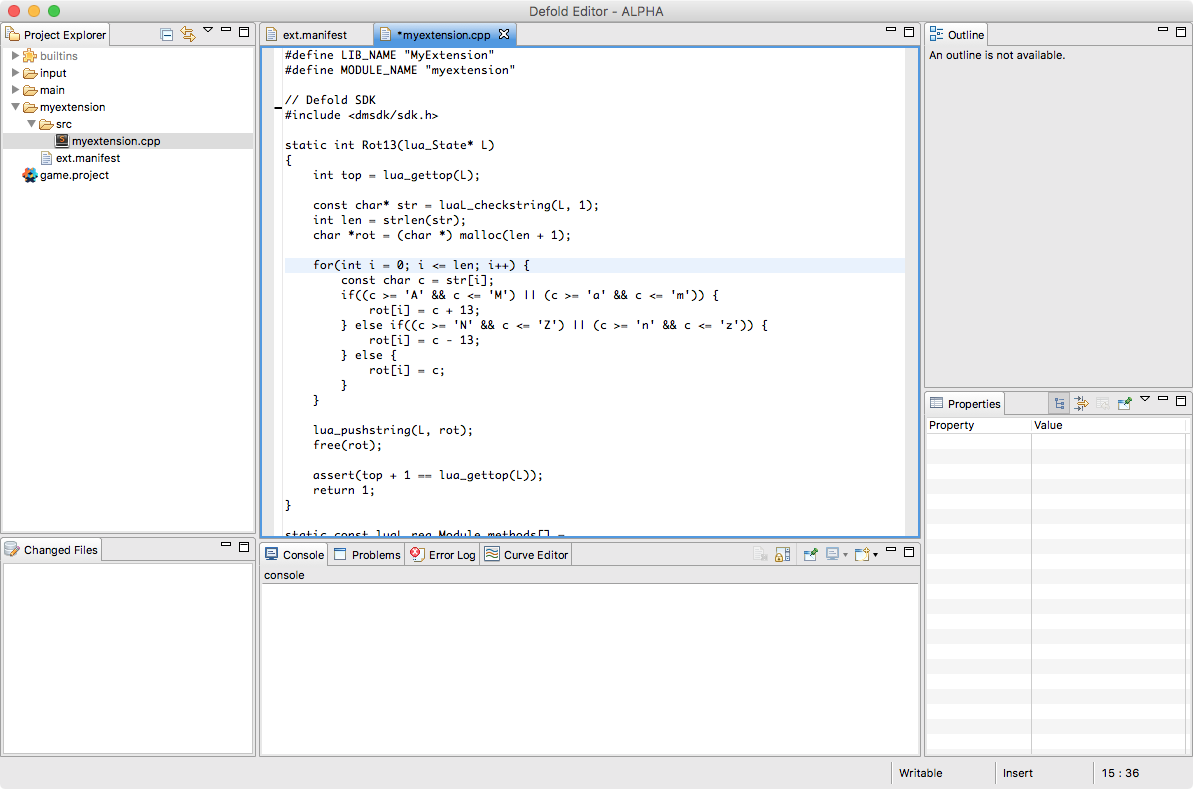 Defold Editor - ALPHA
Project Explorer
builtins
input
main
myextension
src
myextension.cpp
ext.manifest
game.project
Changed Files
ext.manifest
*myextension.cpp
#define LIB_NAME "MyExtension"
#define MODULE_NAME "myextension"
// Defold SDK
#include <dmsdk/sdk.h>
static int Rot13(lua_State* L)
{
int top = lua_gettop(L);
const char* str = luaL_checkstring(L, 1);
int len = strlen(str);
char *rot = (char *) malloc(len + 1);
for(int i = 0; i <= len; i++) {
const char c = str[i];
if((c >= 'A' && c <= 'M') || (c >= 'a' && c <= 'm')) {
rot[i] = c + 13;
} else if((c >= 'N' && c <= 'Z') || (c >= 'n' && c <= 'z')) {
rot[i] = c - 13;
} else {
rot[i] = c;
}
}
lua_pushstring(L, rot);
free(rot);
assert(top + 1 == lua_gettop(L));
return 1;
}
static const luaL_reg Module_methods[] =
Console
Problems
Error Log
Curve Editor
console
Outline
An outline is not available.
Properties
Property Value
Writable
Insert
15 : 36